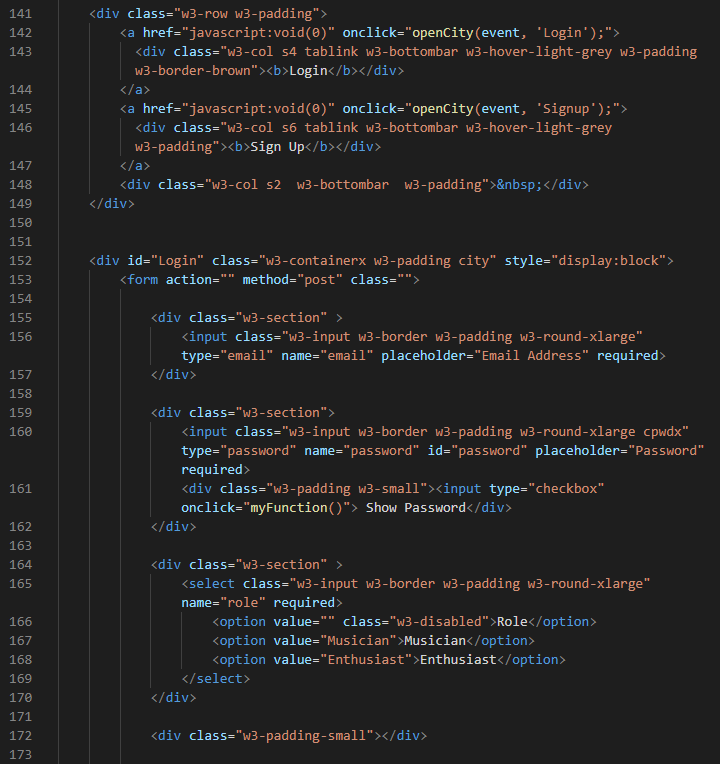 141 <div class="w3-row w3-padding">
142 <a href="javascript:void(0)" onclick="openCity(event, 'Login');">
143 <div class="w3-col s4 tablink w3-bottombar w3-hover-light-grey w3-padding
w3-border-brown"><b>Login</b></div>
144 </a>
145 <a href="javascript:void(0)" onclick="openCity(event, 'Signup');">
146 <div class="w3-col s6 tablink w3-bottombar w3-hover-light-grey
w3-padding"><b>Sign Up</b></div>
147 </a>
148 <div class="w3-col s2  w3-bottombar  w3-padding">&nbsp;</div>
149 </div>
150
151
152 <div id="Login" class="w3-containerx w3-padding city" style="display:block">
153 <form action="" method="post" class="">
154
155 <div class="w3-section" >
156 <input class="w3-input w3-border w3-padding w3-round-xlarge"
type="email" name="email" placeholder="Email Address" required>
157 </div>
158
159 <div class="w3-section">
160 <input class="w3-input w3-border w3-padding w3-round-xlarge cpwdx"
type="password" name="password" id="password" placeholder="Password"
required>
161 <div class="w3-padding w3-small"><input type="checkbox"
onclick="myFunction()"> Show Password</div>
162 </div>
163
164 <div class="w3-section" >
165 <select class="w3-input w3-border w3-padding w3-round-xlarge"
name="role" required>
166 <option value="" class="w3-disabled">Role</option>
167 <option value="Musician">Musician</option>
168 <option value="Enthusiast">Enthusiast</option>
169 </select>
170 </div>
171
172 <div class="w3-padding-small"></div>
173